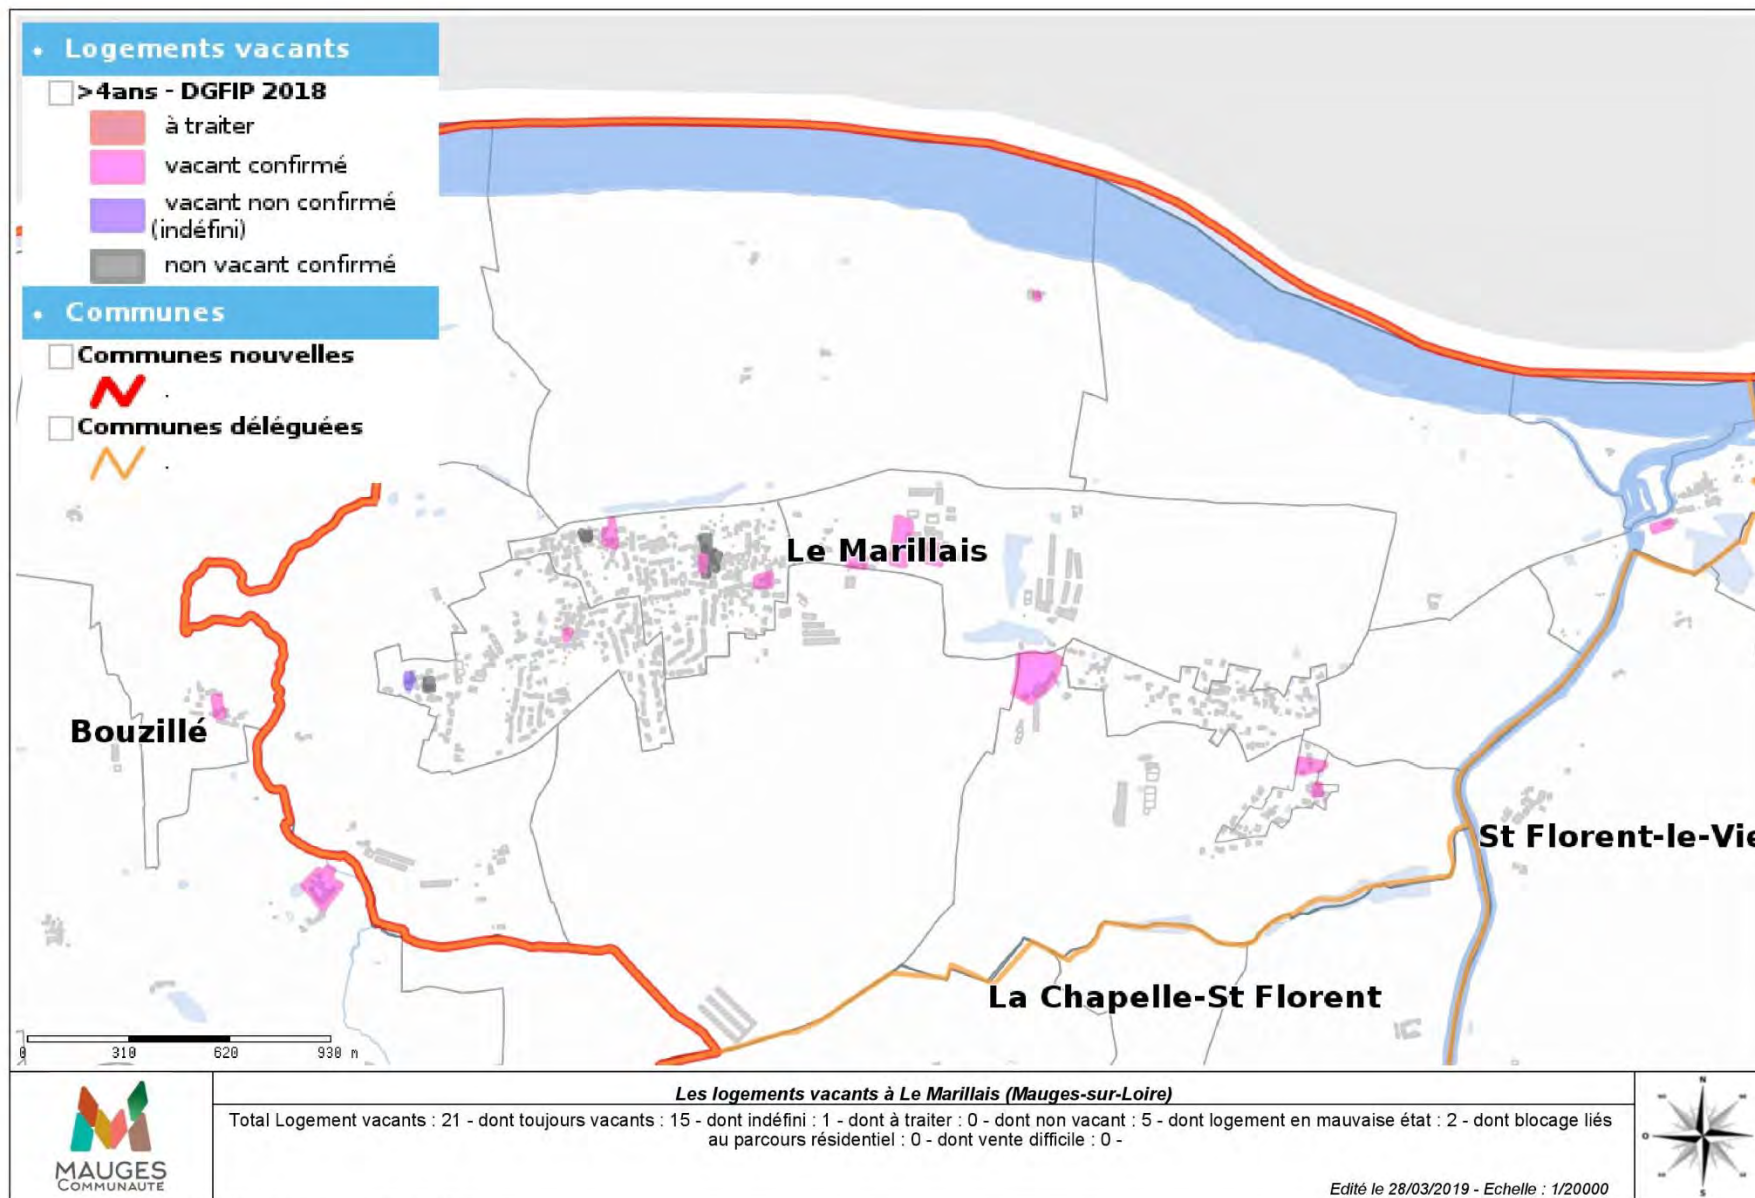 Logements vacants
>4ans - DGFIP 2018
à traiter
vacant confirmé
vacant non confirmé
(indéfini)
non vacant confirmé
Communes
Communes nouvelles
.
Communes déléguées
.
Le Marillais
Bouzillé
St Florent-le-Vie
La Chapelle-St Florent
0 310 620 930 m
MAUGES
COMMUNAUTÉ
Les logements vacants à Le Marillais (Mauges-sur-Loire)
Total Logement vacants : 21 - dont toujours vacants : 15 - dont indéfini : 1 - dont à traiter : 0 - dont non vacant : 5 - dont logement en mauvaise état : 2 - dont blocage liés
au parcours résidentiel : 0 - dont vente difficile : 0 -
Edité le 28/03/2019 - Echelle : 1/20000
N
O
S